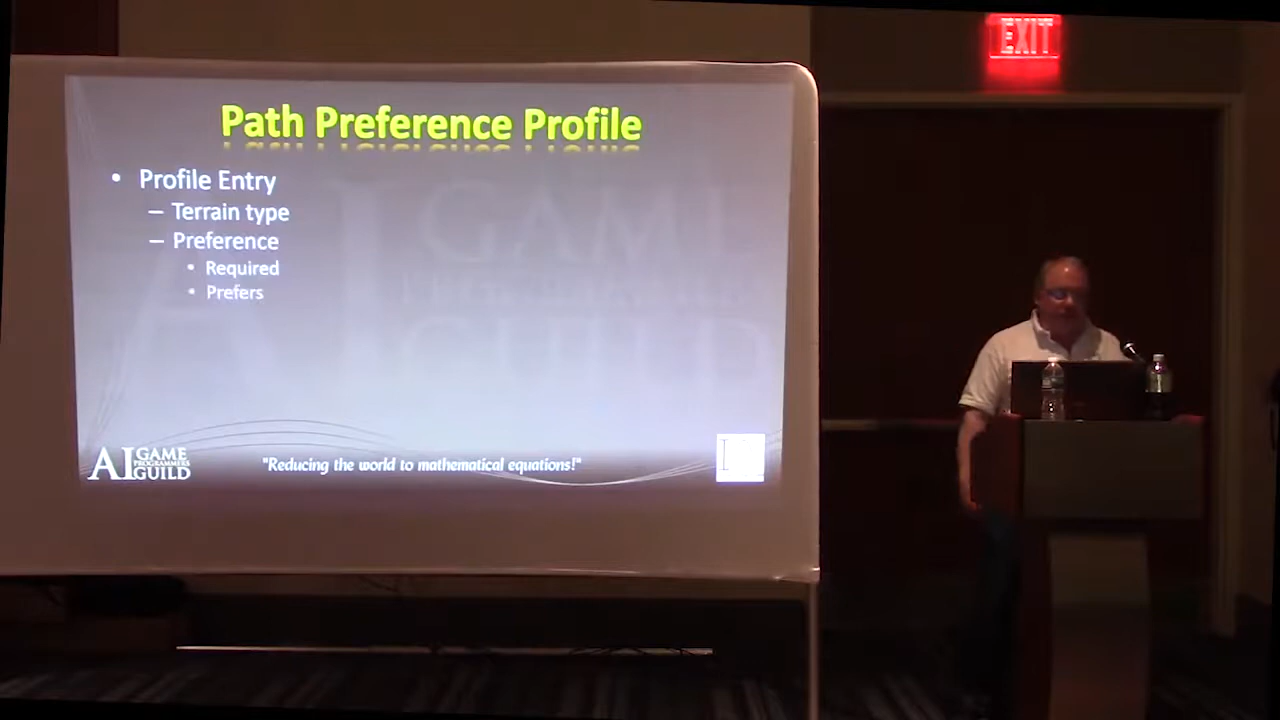 EXIT
Path Preference Profile
• Profile Entry
– Terrain type
– Preference
• Required
• Prefers
AI GAME PROGRAMMERS GUILD
"Reducing the world to mathematical equations!"